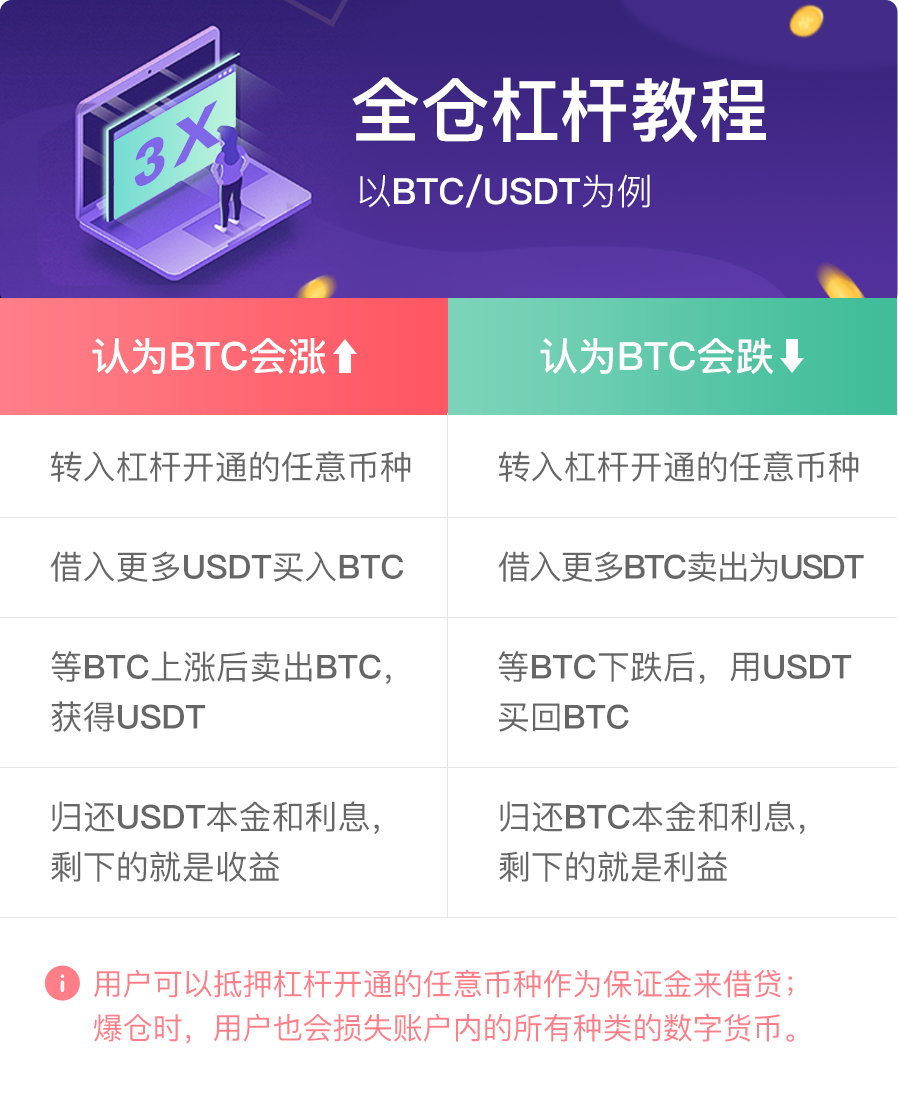 3X
全仓杠杆教程
以BTC/USDT为例
认为BTC会涨
认为BTC会跌
转入杠杆开通的任意币种
转入杠杆开通的任意币种
借入更多USDT买入BTC
借入更多BTC卖出为USDT
等BTC上涨后卖出BTC,
获得USDT
等BTC下跌后，用USDT
买回BTC
归还USDT本金和利息,
剩下的就是收益
归还BTC本金和利息,
剩下的就是利益
用户可以抵押杠杆开通的任意币种作为保证金来借贷;
爆仓时，用户也会损失账户内的所有种类的数字货币。